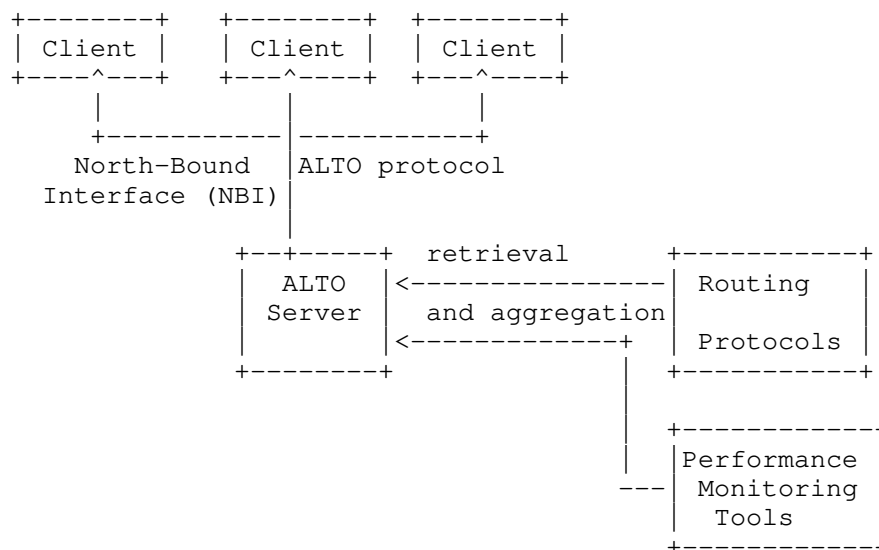 Client Client Client
North-Bound ALTO protocol
Interface (NBI)
retrieval
ALTO Routing
Server and aggregation
Protocols
Performance
Monitoring
Tools